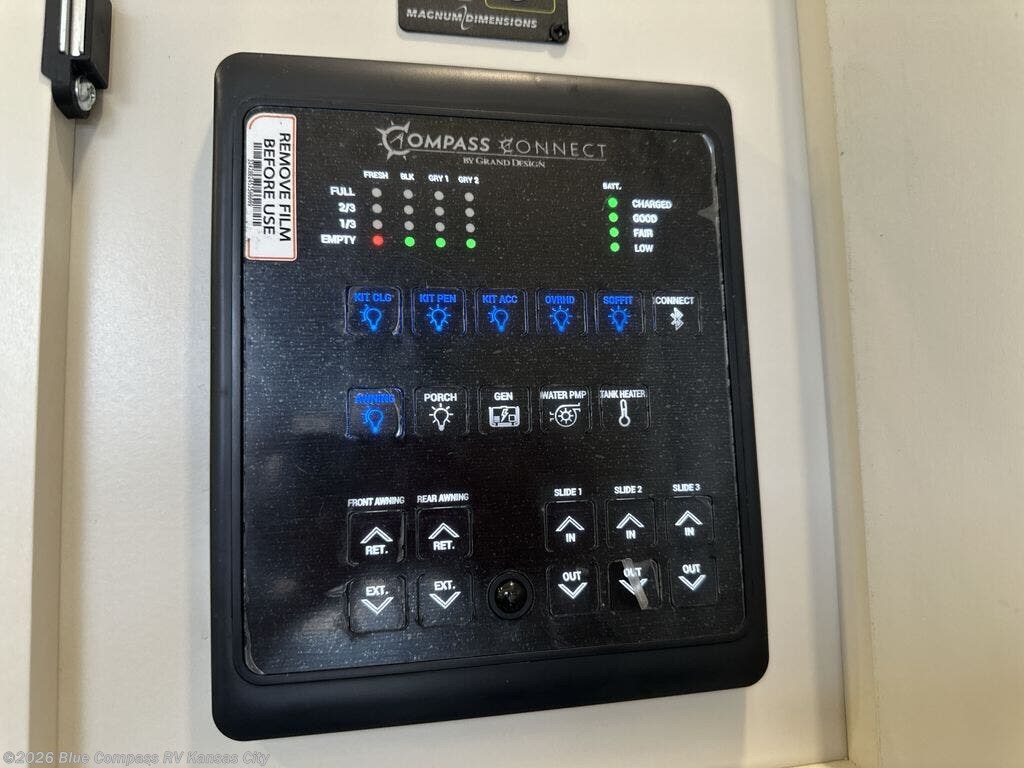 MAGNUM DIMENSIONS
REMOVE FILM
BEFORE USE
COMPASS CONNECT
BY GRAND DESIGN
FRESH BLK GRY 1 GRY 2
FULL
2/3
1/3
EMPTY
BATT.
CHARGED
GOOD
FAIR
LOW
KIT CLG KIT PEN KIT ACC OVRHD SOFFIT CONNECT
AWNING PORCH GEN WATER PMP TANK HEATER
FRONT AWNING REAR AWNING SLIDE 1 SLIDE 2 SLIDE 3
RET. RET. IN IN IN
EXT. EXT. OUT OUT OUT
©2026 Blue Compass RV Kansas City